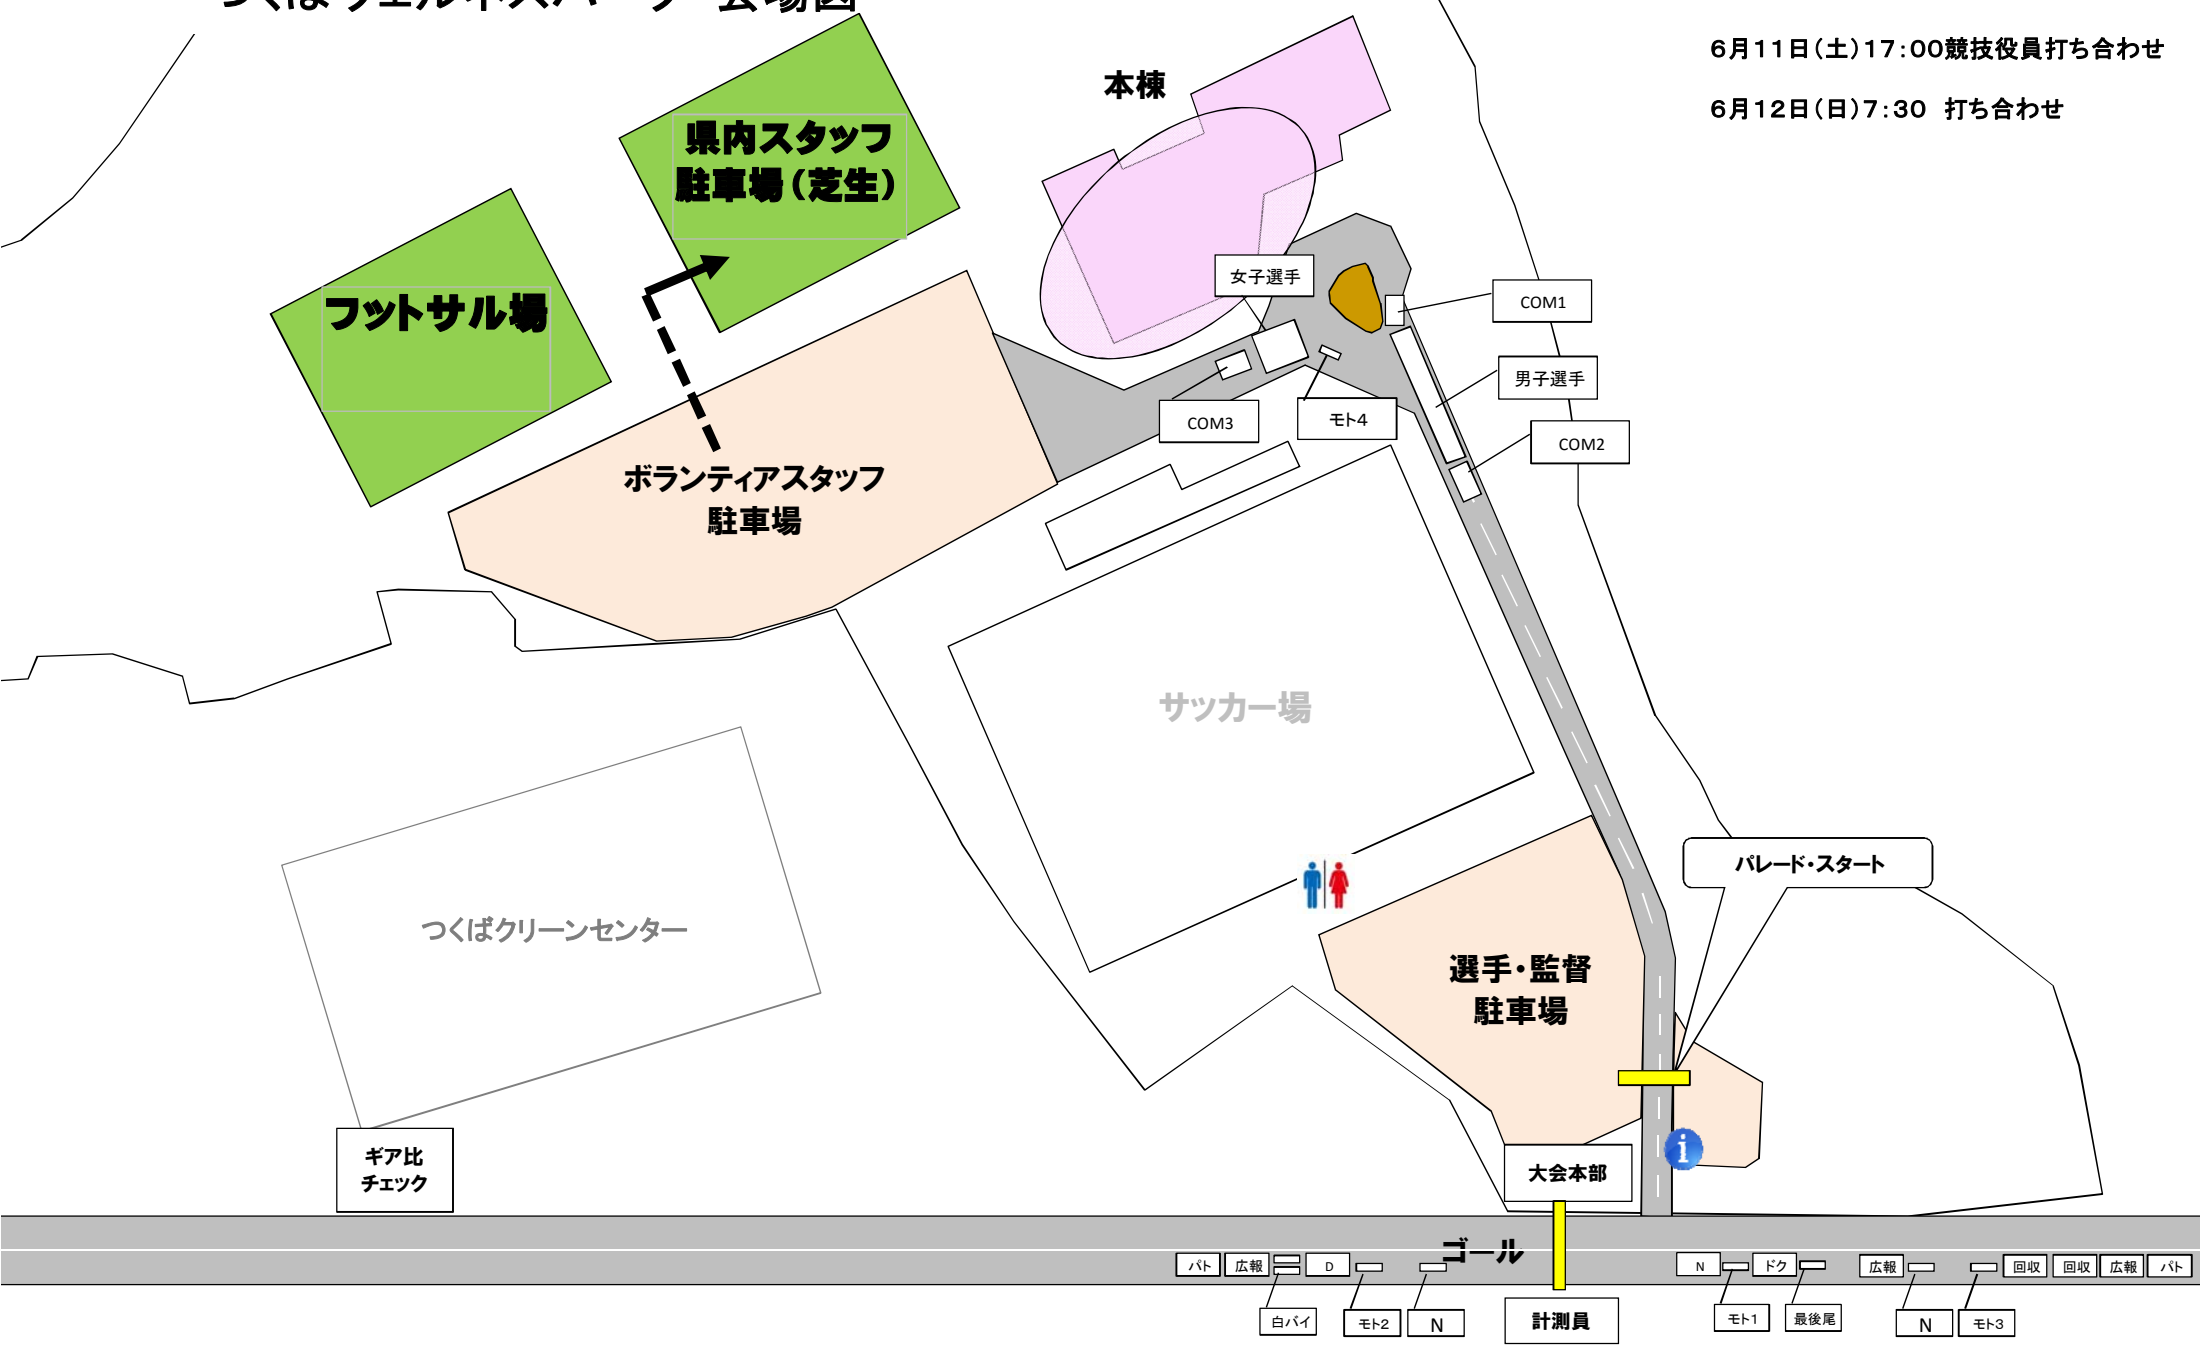 6月11日(土)17:00競技役員打ち合わせ
6月12日(日)7:30 打ち合わせ
本棟
県内スタッフ
駐車場(芝生)
フットサル場
女子選手
COM1
男子選手
COM3
モト4
COM2
ボランティアスタッフ
駐車場
サッカー場
パレード・スタート
つくばクリーンセンター
選手・監督
駐車場
ギア比
チェック
大会本部
ゴール
パト
広報
D
N
ドク
広報
回収
回収
広報
パト
白バイ
モト2
N
計測員
モト1
最後尾
N
モト3